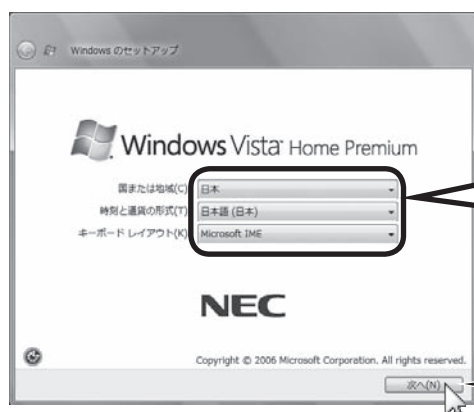 Windows のセットアップ
Windows Vista™ Home Premium
国または地域(C) 日本
時刻と通貨の形式(T) 日本語 (日本)
キーボード レイアウト(K) Microsoft IME
NEC
Copyright © 2006 Microsoft Corporation. All rights reserved.
次へ(N)